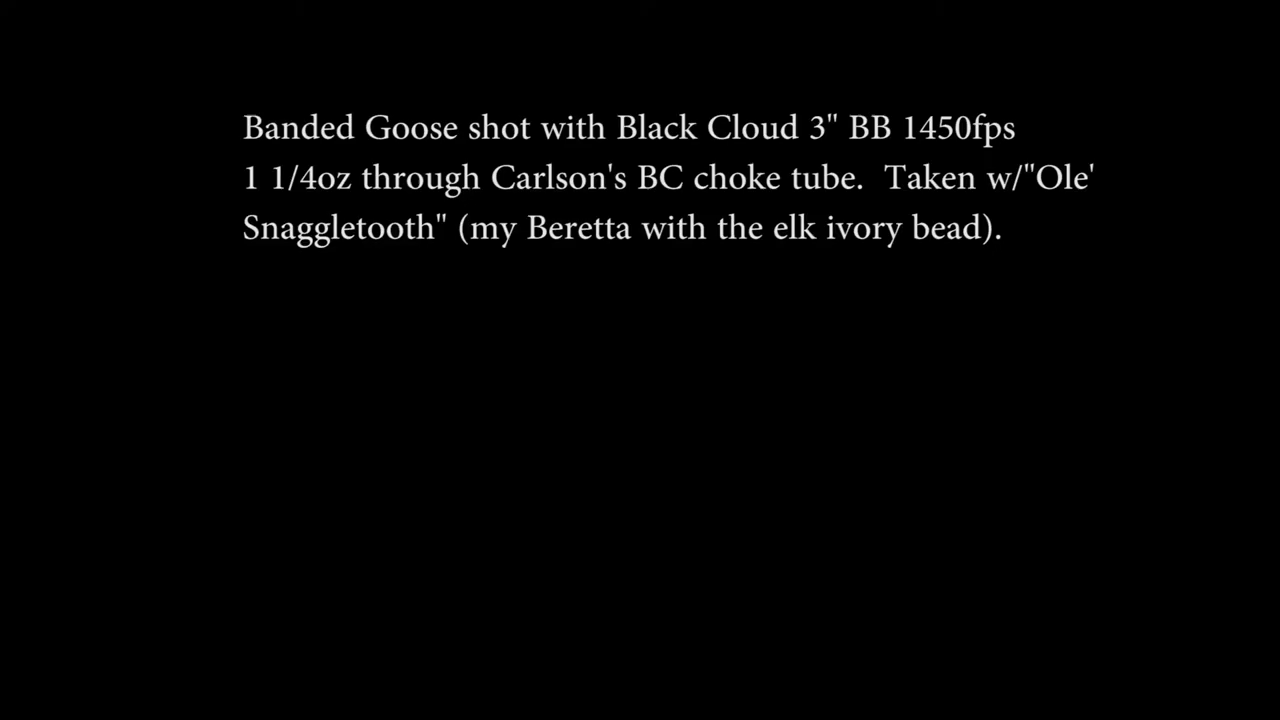 Banded Goose shot with Black Cloud 3" BB 1450fps
1 1/4oz through Carlson's BC choke tube.  Taken w/"Ole'
Snaggletooth" (my Beretta with the elk ivory bead).